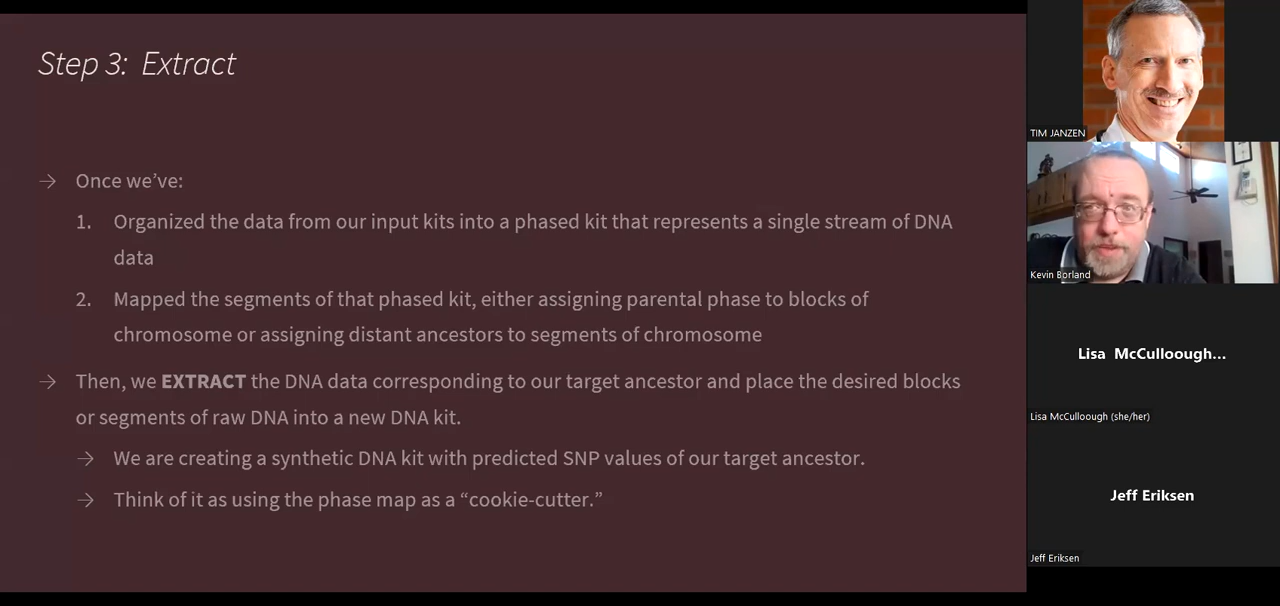 Step 3: Extract
→ Once we’ve:
1. Organized the data from our input kits into a phased kit that represents a single stream of DNA
data
2. Mapped the segments of that phased kit, either assigning parental phase to blocks of
chromosome or assigning distant ancestors to segments of chromosome
→ Then, we EXTRACT the DNA data corresponding to our target ancestor and place the desired blocks
or segments of raw DNA into a new DNA kit.
→ We are creating a synthetic DNA kit with predicted SNP values of our target ancestor.
→ Think of it as using the phase map as a “cookie-cutter.”
TIM JANZEN
Kevin Borland
Lisa McCulloough...
Lisa McCulloough (she/her)
Jeff Eriksen
Jeff Eriksen